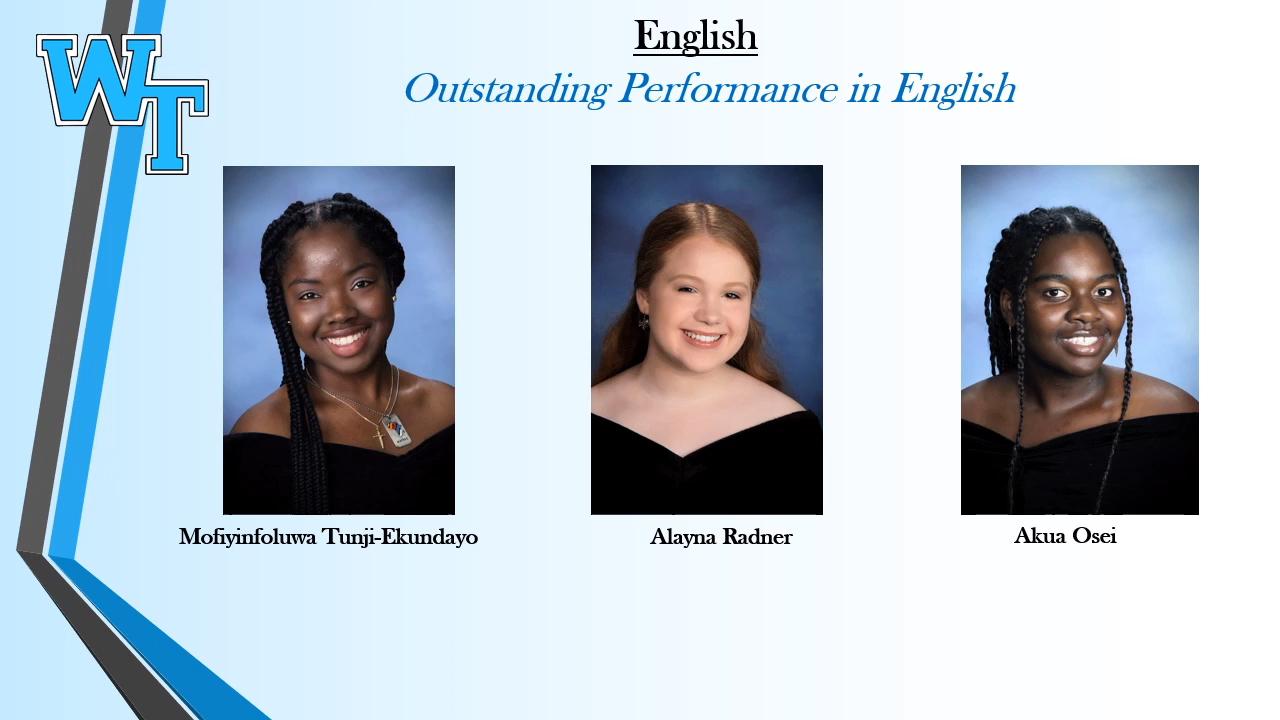 WT
English
Outstanding Performance in English
Mofiyinfoluwa Tunji-Ekundayo
Alayna Radner
Akua Osei